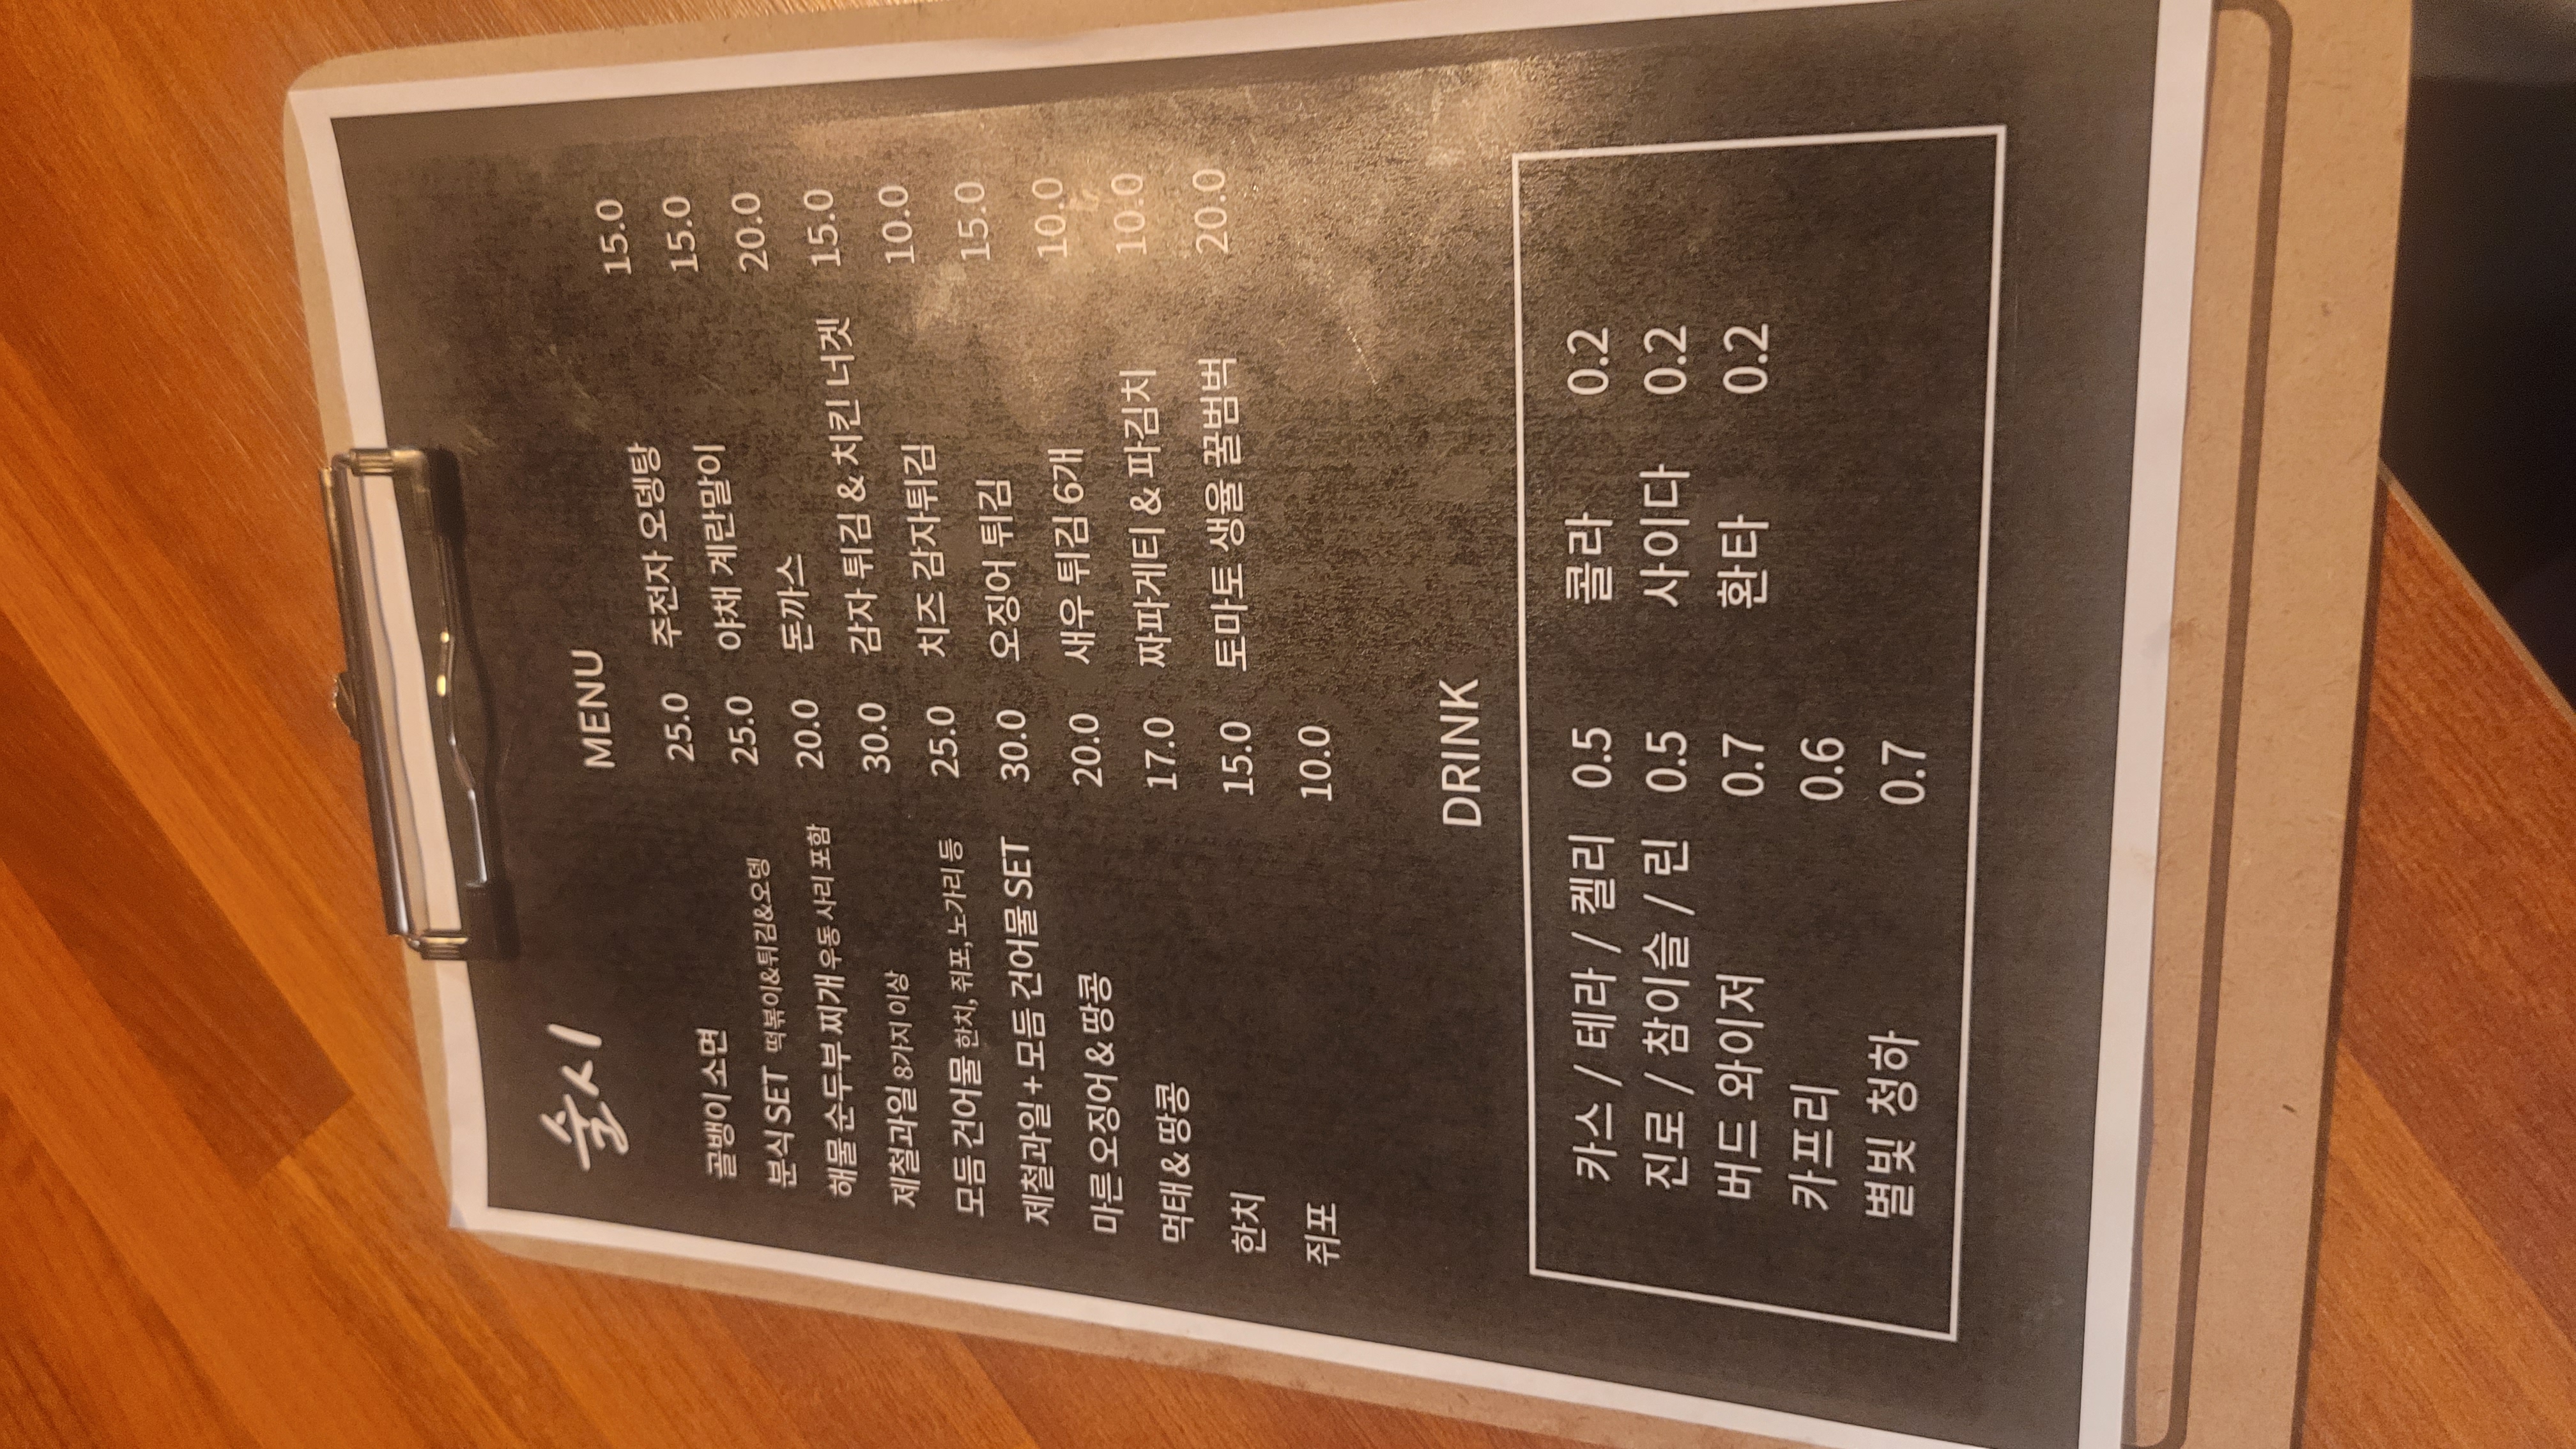 술시
MENU
골뱅이 소면 25.0
분식 SET 떡볶이&튀김&오뎅 25.0
해물 순두부 찌개 우동 사리 포함 20.0
제철과일 8가지 이상 30.0
모듬 건어물 한치, 쥐포, 노가리 등 25.0
제철과일 + 모듬 건어물 SET 30.0
마른 오징어 & 땅콩 20.0
먹태 & 땅콩 17.0
한치 15.0
쥐포 10.0
주전자 오뎅탕 15.0
야채 계란말이 15.0
돈까스 20.0
감자 튀김 & 치킨 너겟 15.0
치즈 감자튀김 10.0
오징어 튀김 15.0
새우 튀김 6개 10.0
짜파게티 & 파김치 10.0
토마토 생율 꿀범벅 20.0
DRINK
카스 / 테라 / 켈리 0.5
진로 / 참이슬 / 린 0.5
버드 와이저 0.7
카프리 0.6
별빛 청하 0.7
콜라 0.2
사이다 0.2
환타 0.2